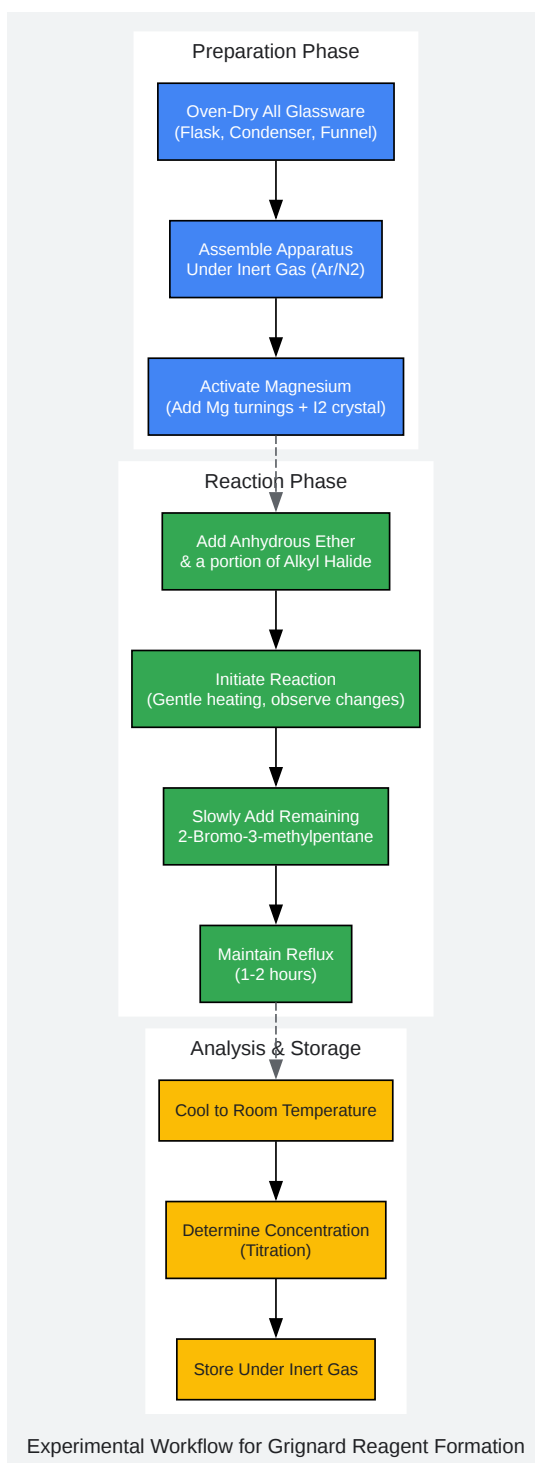 Preparation Phase
Oven-Dry All Glassware
(Flask, Condenser, Funnel)
Assemble Apparatus
Under Inert Gas (Ar/N2)
Activate Magnesium
(Add Mg turnings + I2 crystal)
Reaction Phase
Add Anhydrous Ether
& a portion of Alkyl Halide
Initiate Reaction
(Gentle heating, observe changes)
Slowly Add Remaining
2-Bromo-3-methylpentane
Maintain Reflux
(1-2 hours)
Analysis & Storage
Cool to Room Temperature
Determine Concentration
(Titration)
Store Under Inert Gas
Experimental Workflow for Grignard Reagent Formation